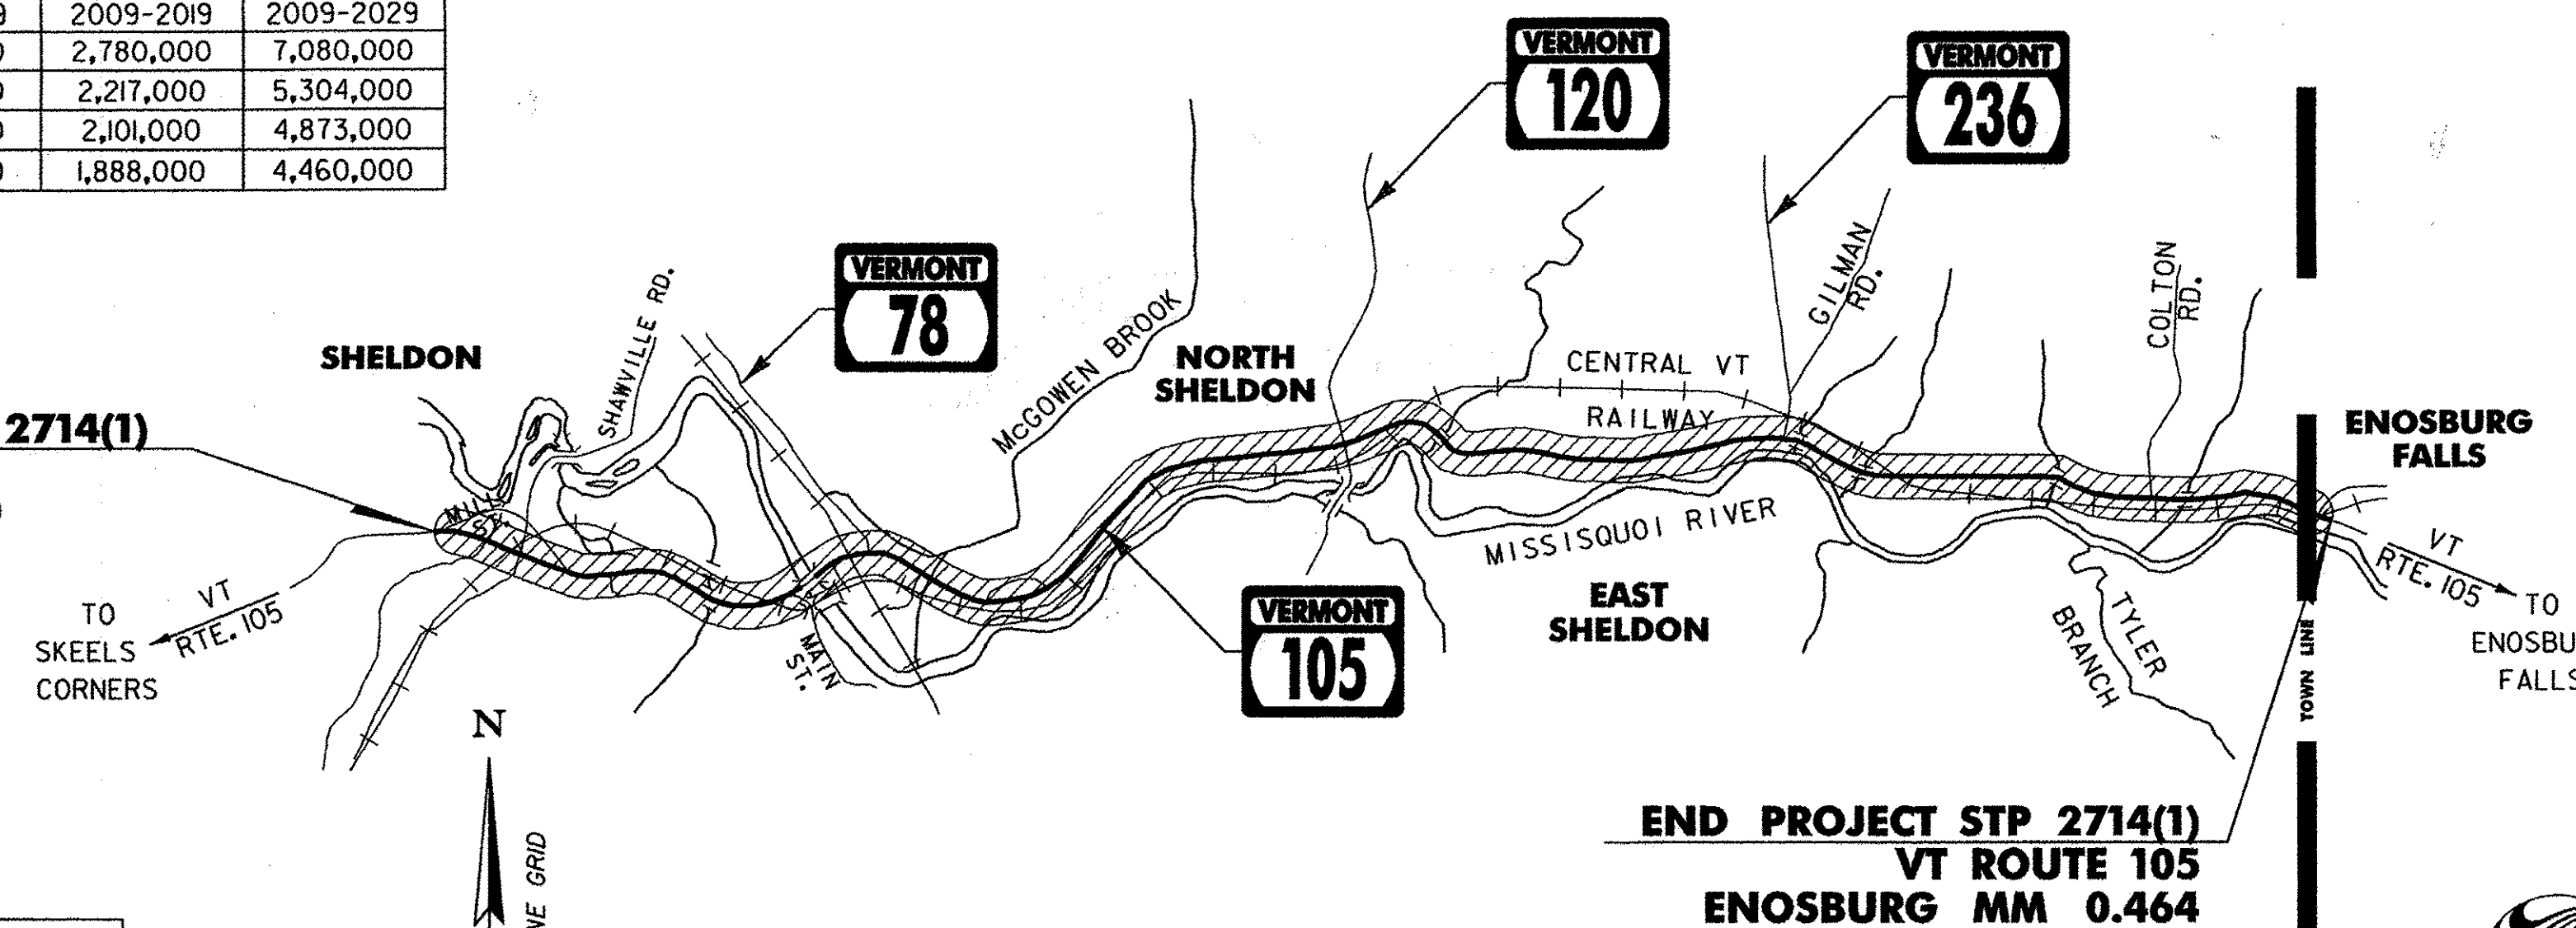 2009-2019 2009-2029
2,780,000 7,080,000
2,217,000 5,304,000
2,101,000 4,873,000
1,888,000 4,460,000
VERMONT
120
VERMONT
236
VERMONT
78
SHELDON
SHAWVILLE RD.
McGOWEN BROOK
NORTH
SHELDON
CENTRAL VT
RAILWAY
GILMAN
RD.
COLTON
RD.
ENOSBURG
FALLS
2714(1)
MILL
ST.
MISSISQUOI RIVER
EAST
SHELDON
VERMONT
105
MAIN
ST.
TO
SKEELS
CORNERS
VT
RTE. 105
TYLER
BRANCH
TOWN LINE
VT
RTE. 105
TO
ENOSBU
FALLS
N
NE GRID
END PROJECT STP 2714(1)
VT ROUTE 105
ENOSBURG MM 0.464